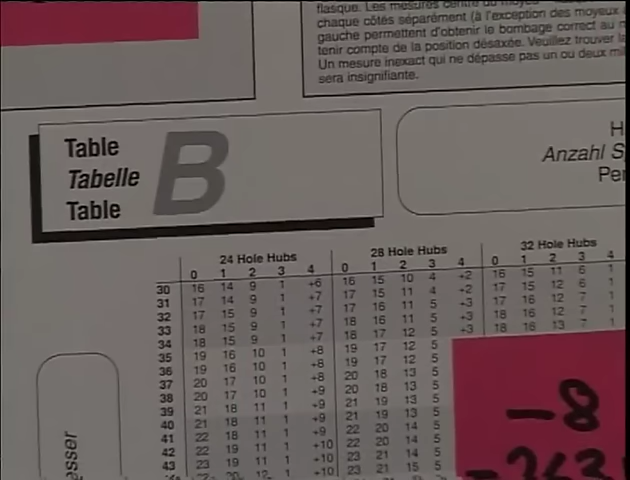 flasque. Les mesures centre du moyeu
chaque côtés séparément (à l'exception des moyeux
gauche permettent d'obtenir le bombage correct au
tenir compte de la position désaxée. Veuillez trouver
Un mesure inexact qui ne dépasse pas un ou deux
sera insignifiante.
Table
Tabelle
Table
B
H
Anzahl S
Per
24 Hole Hubs 28 Hole Hubs 32 Hole Hubs
0 1 2 3 4 0 1 2 3 4 0 1 2 3 4
30 16 14 9 1 +6 16 15 10 4 +2 16 15 11 6 1
31 17 14 9 1 +7 17 15 11 4 +2 17 15 12 6 1
32 17 15 9 1 +7 17 16 11 5 +3 17 16 12 7 1
33 18 15 9 1 +7 18 16 11 5 +3 18 16 12 7 1
34 18 15 9 1 +7 18 17 12 5 +3 18 16 13 7 1
35 19 16 10 1 +8 19 17 12 5
36 19 16 10 1 +8 19 17 12 5
37 20 17 10 1 +8 20 18 13 5
38 20 17 10 1 +9 20 18 13 5
39 21 18 11 1 +9 21 19 13 5
40 21 18 11 1 +9 21 19 13 5
41 22 18 11 1 +9 22 20 14 5
42 22 19 11 1 +10 22 20 14 5
43 23 19 11 1 +10 23 21 14 5
23 21 15 5
-8
esser